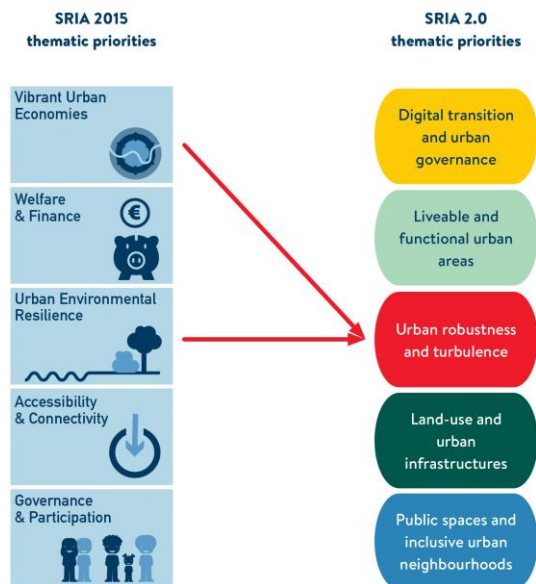 SRIA 2015
thematic priorities
Vibrant Urban
Economies
Welfare
& Finance
€
Urban Environmental
Resilience
Accessibility
& Connectivity
Governance
& Participation
SRIA 2.0
thematic priorities
Digital transition
and urban
governance
Liveable and
functional urban
areas
Urban robustness
and turbulence
Land-use and
urban
infrastructures
Public spaces and
inclusive urban
neighbourhoods